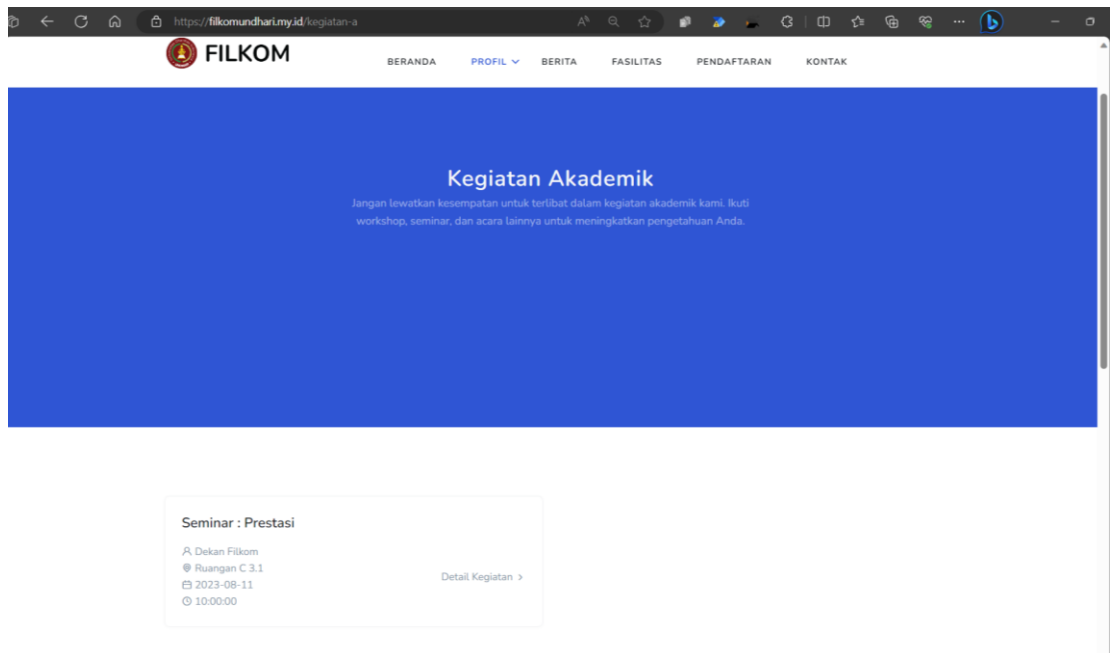 https://filkomundhari.my.id/kegiatan-a
FILKOM
BERANDA PROFIL BERITA FASILITAS PENDAFTARAN KONTAK
Kegiatan Akademik
Jangan lewatkan kesempatan untuk terlibat dalam kegiatan akademik kami. Ikuti
workshop, seminar, dan acara lainnya untuk meningkatkan pengetahuan Anda.
Seminar : Prestasi
Dekan Filkom
Ruangan C 3.1
Detail Kegiatan >
2023-08-11
10:00:00